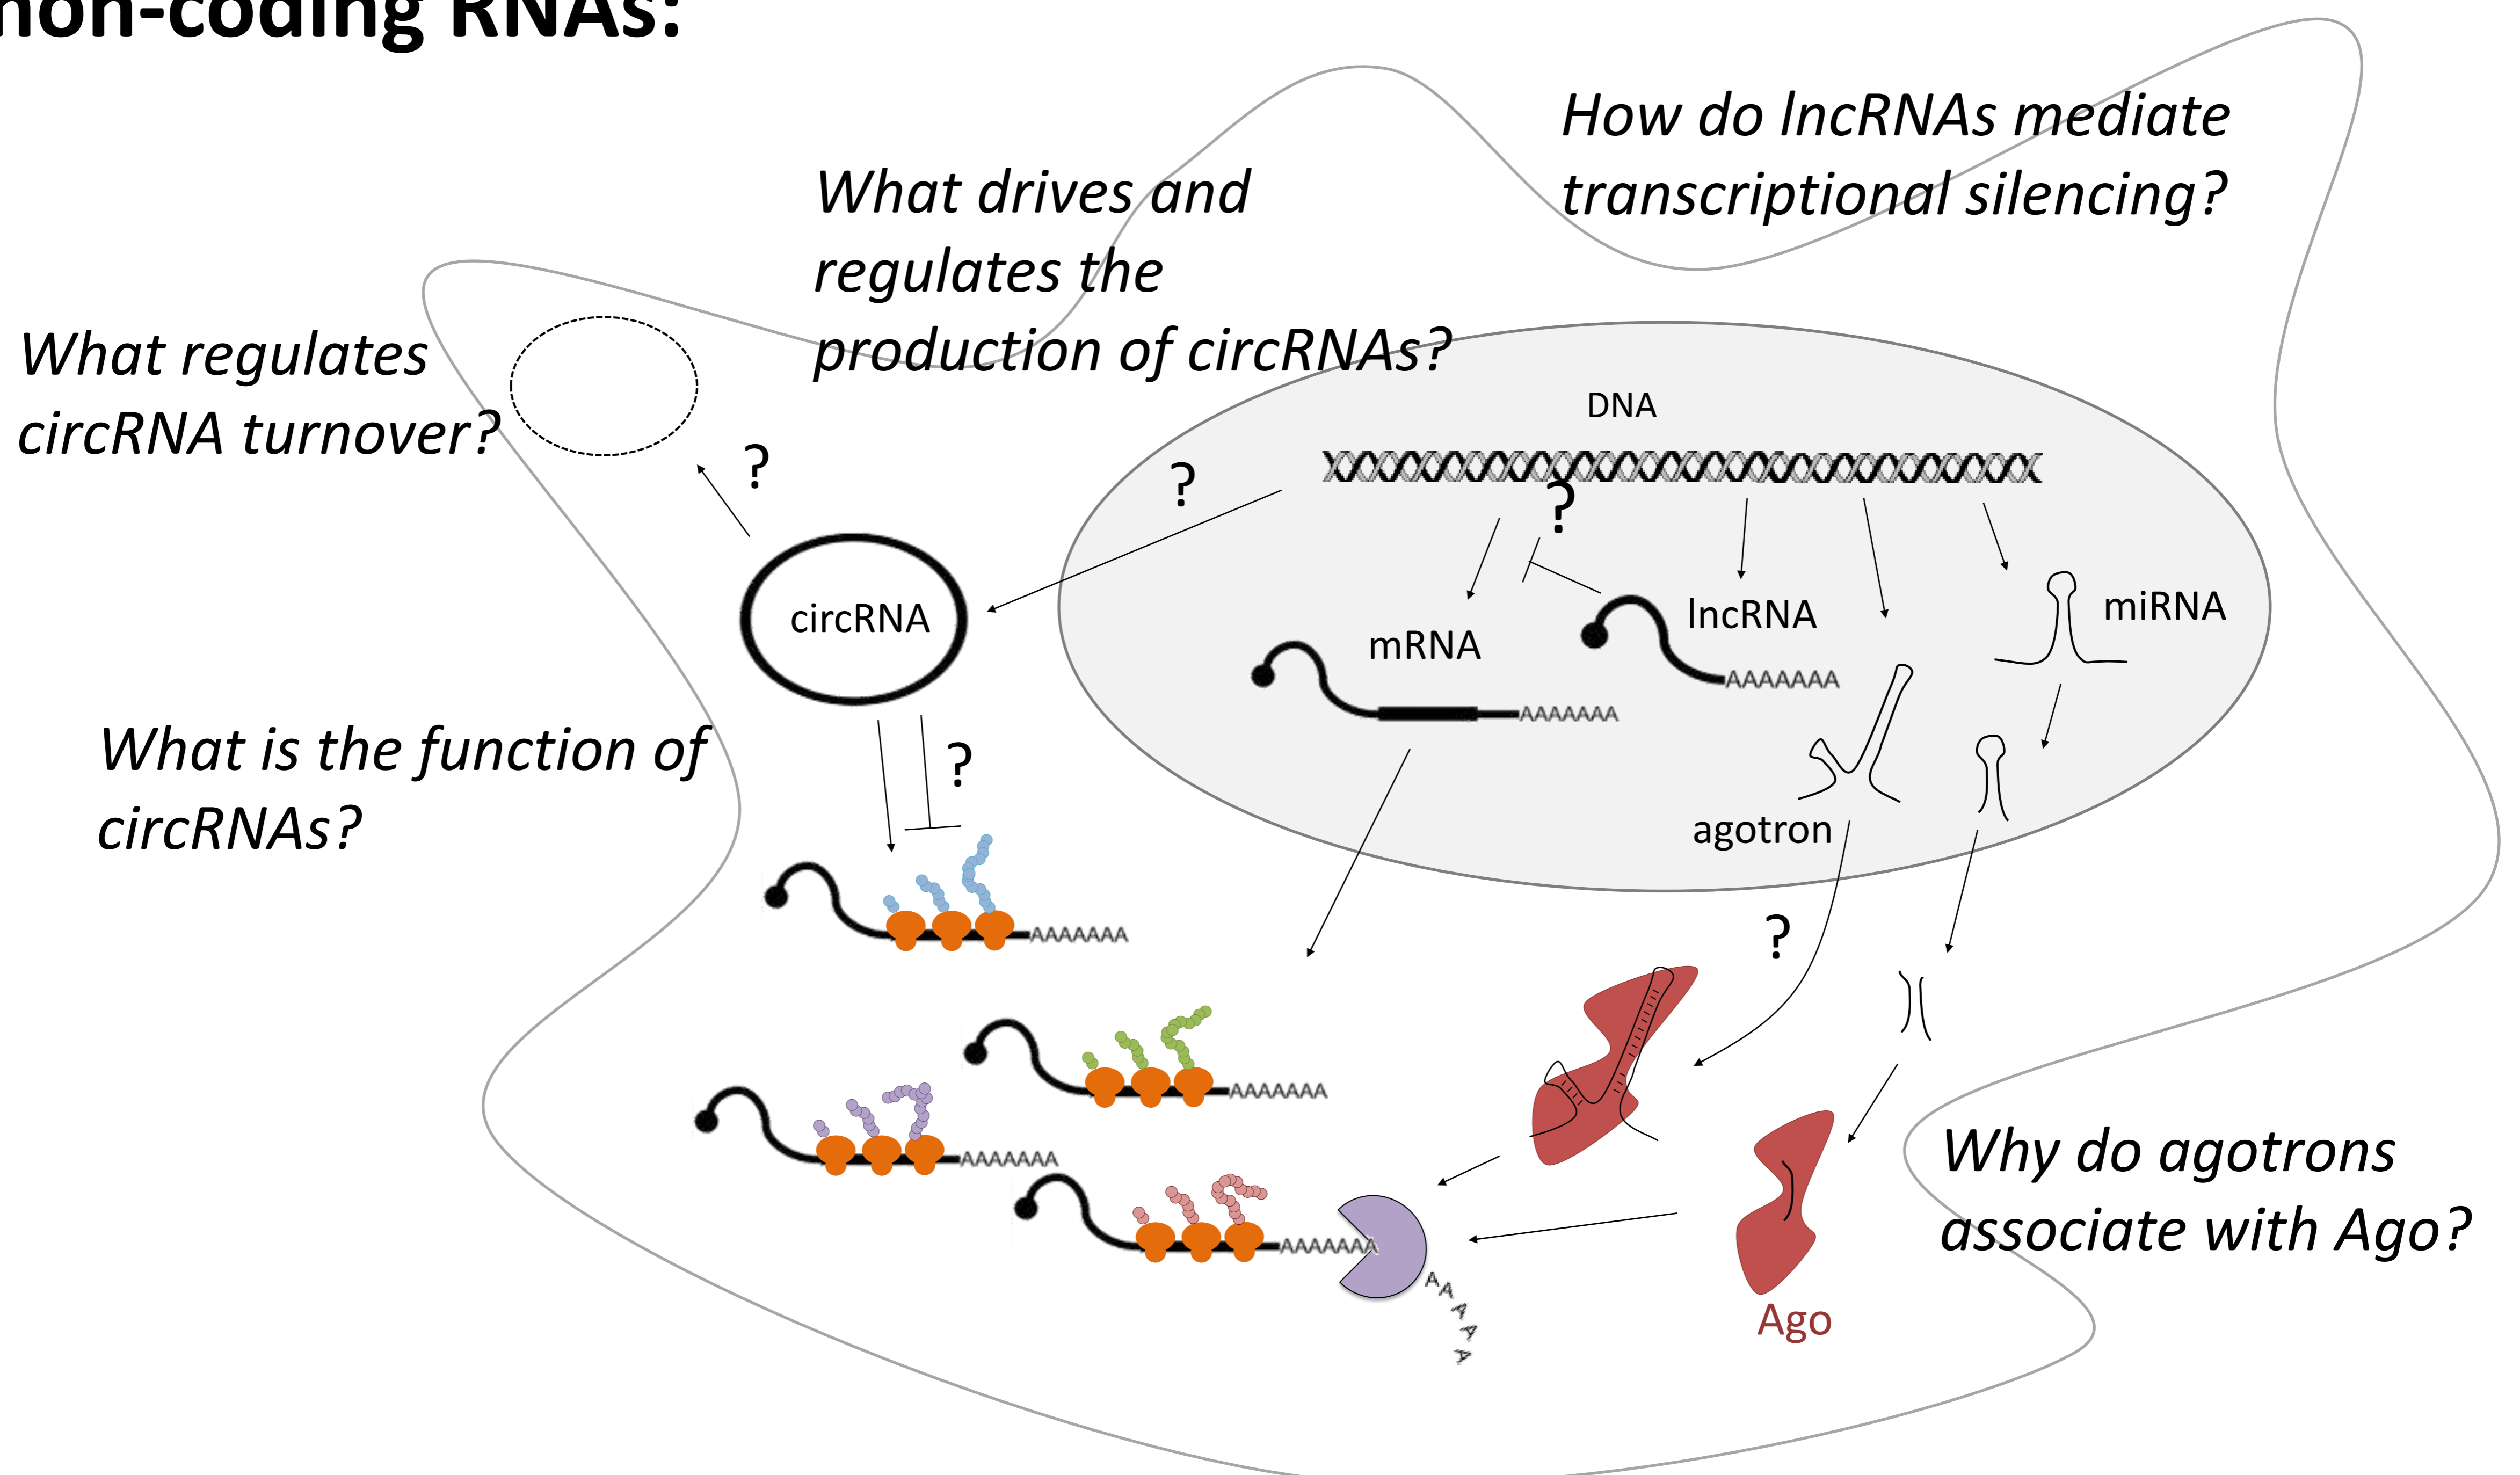 non-coding RNAs:
How do lncRNAs mediate
transcriptional silencing?
What drives and
regulates the
production of circRNAs?
What regulates
circRNA turnover?
DNA
?
?
?
circRNA
mRNA
lncRNA
miRNA
AAAAAAA
AAAAAAA
What is the function of
circRNAs?
?
agotron
AAAAAAA
?
AAAAAAA
AAAAAAA
AAAAAAA
A
A
A
A
A
Why do agotrons
associate with Ago?
Ago